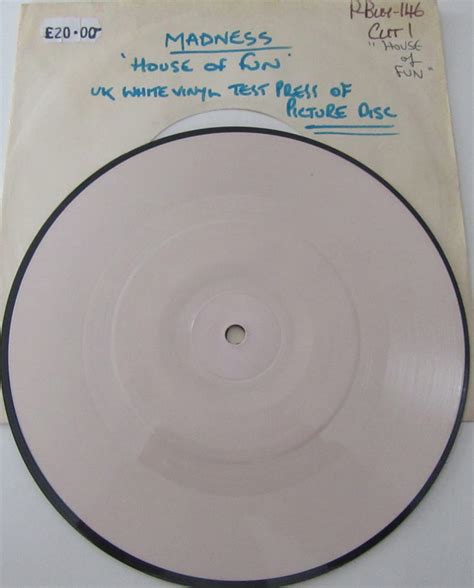 £20.00
MADNESS
'HOUSE OF FUN'
UK WHITE VINYL TEST PRESS OF
PICTURE DISC
P-BUY-146
CUT 1
"HOUSE
OF
FUN"